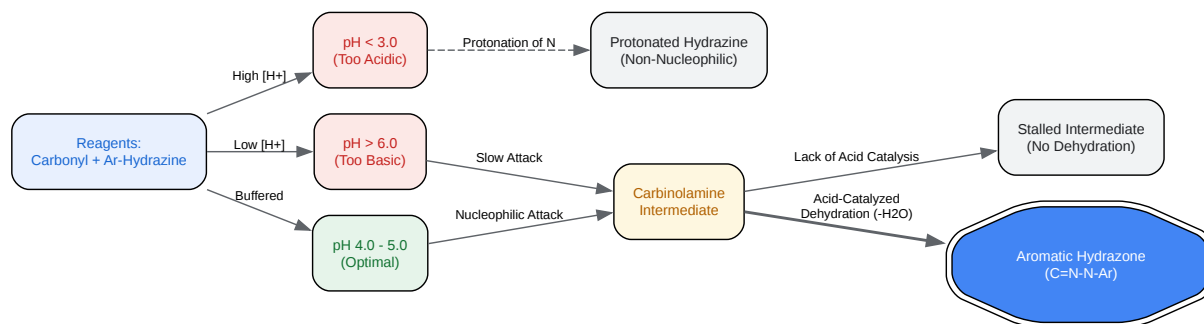 Reagents:
Carbonyl + Ar-Hydrazine
High [H+]
Low [H+]
Buffered
pH < 3.0
(Too Acidic)
pH > 6.0
(Too Basic)
pH 4.0 - 5.0
(Optimal)
Protonation of N
Slow Attack
Nucleophilic Attack
Protonated Hydrazine
(Non-Nucleophilic)
Carbinolamine
Intermediate
Lack of Acid Catalysis
Acid-Catalyzed
Dehydration (-H2O)
Stalled Intermediate
(No Dehydration)
Aromatic Hydrazone
(C=N-N-Ar)